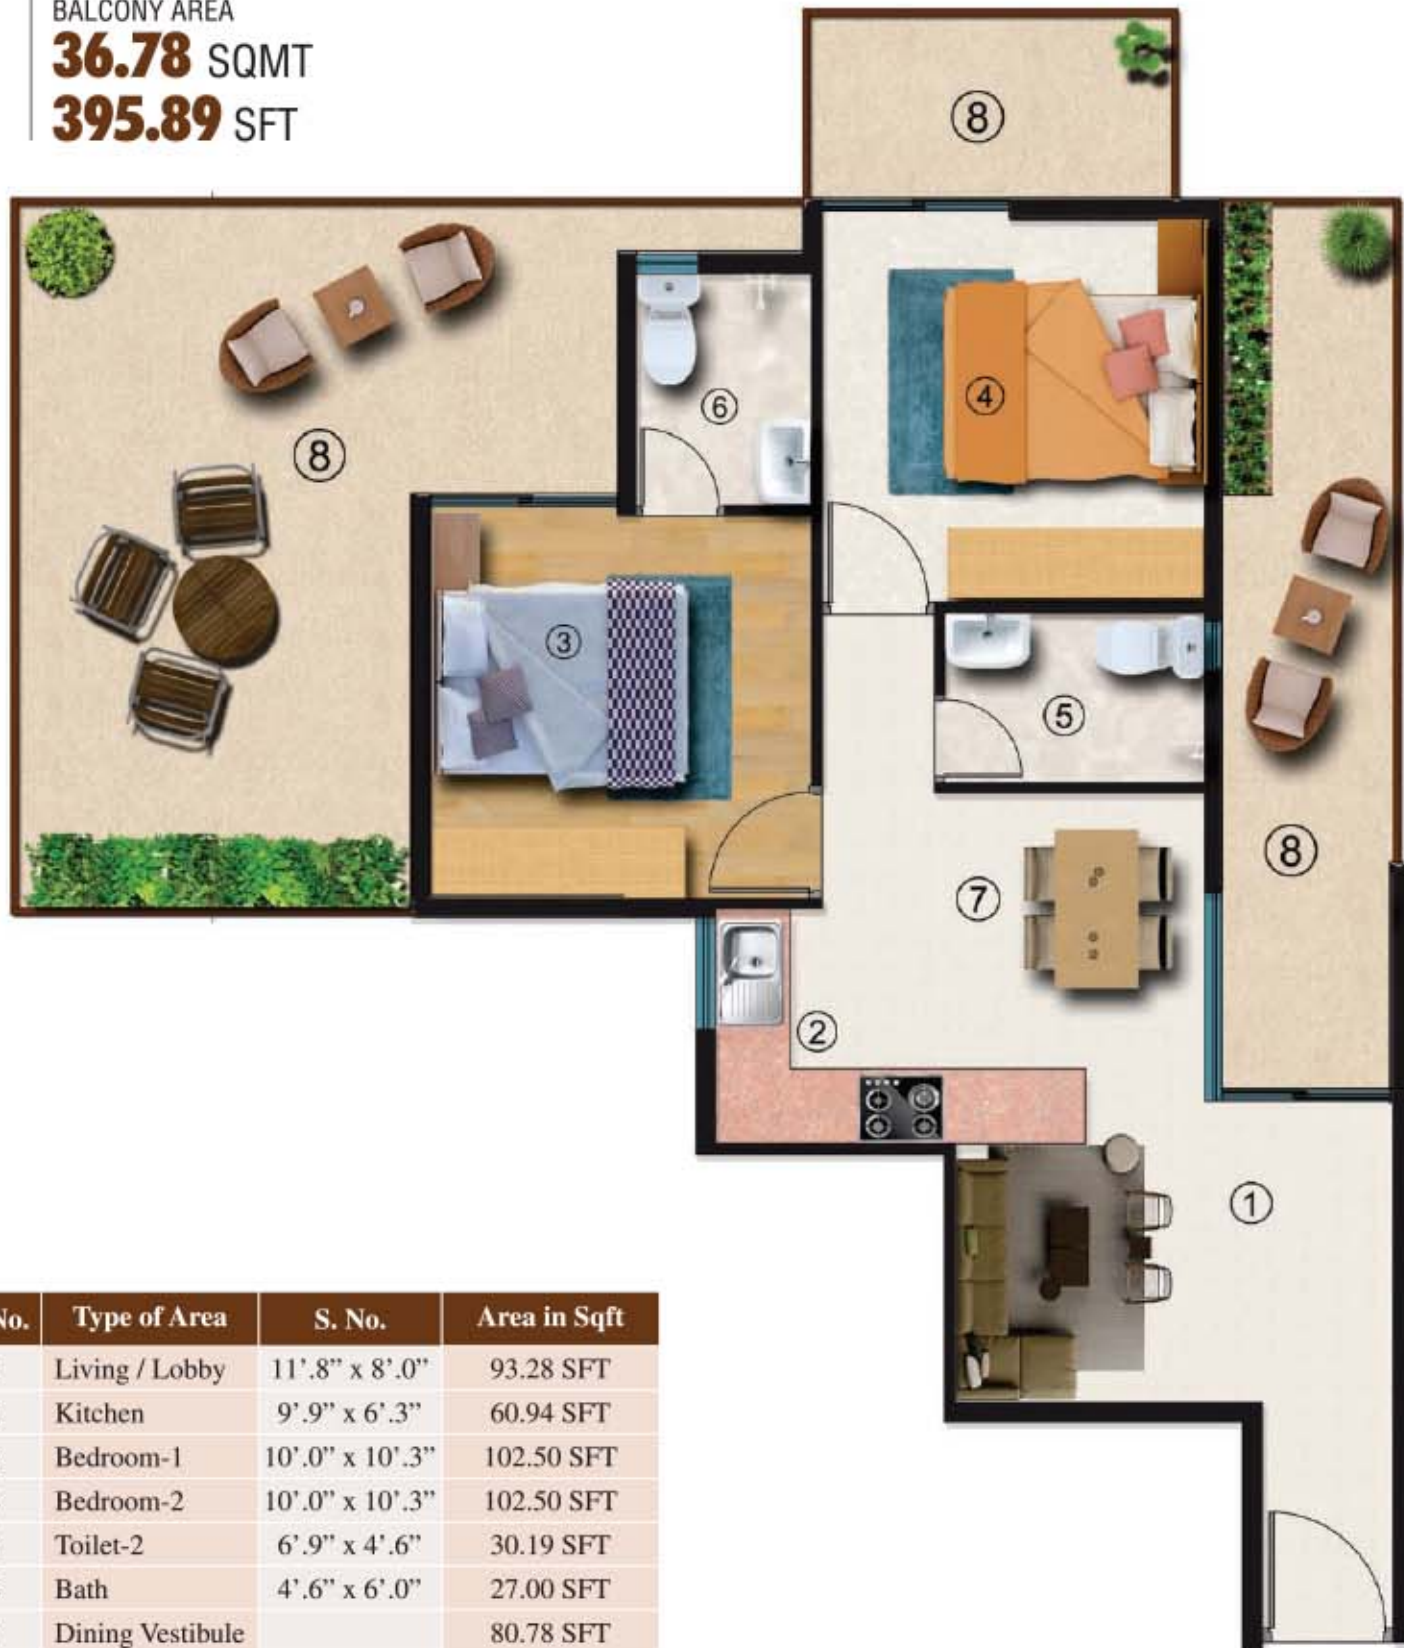 BALCONY AREA
36.78 SQMT
395.89 SFT
8
8
6
4
3
5
8
7
2
1
No. Type of Area S. No. Area in Sqft
Living / Lobby 11’.8” x 8’.0” 93.28 SFT
Kitchen 9’.9” x 6’.3” 60.94 SFT
Bedroom-1 10’.0” x 10’.3” 102.50 SFT
Bedroom-2 10’.0” x 10’.3” 102.50 SFT
Toilet-2 6’.9” x 4’.6” 30.19 SFT
Bath 4’.6” x 6’.0” 27.00 SFT
Dining Vestibule 80.78 SFT